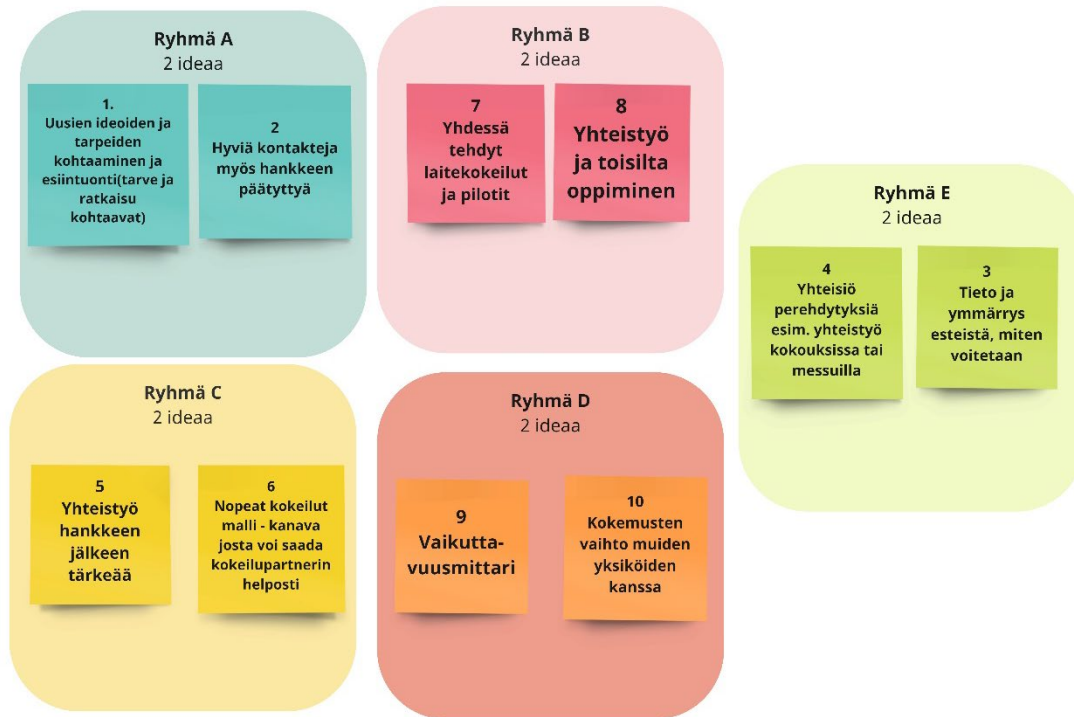 Ryhmä A
2 ideaa
1.
Uusien ideoiden ja
tarpeiden
kohtaaminen ja
esiintuonti(tarve ja
ratkaisu
kohtaavat)
2
Hyviä kontakteja
myös hankkeen
päätyttyä
Ryhmä B
2 ideaa
7
Yhdessä
tehdyt
laitekokeilut
ja pilotit
8
Yhteistyö
ja toisilta
oppiminen
Ryhmä E
2 ideaa
4
Yhteisiö
perehdytyksiä
esim. yhteistyö
kokouksissa tai
messuilla
3
Tieto ja
ymmärrys
esteistä, miten
voitetaan
Ryhmä C
2 ideaa
5
Yhteistyö
hankkeen
jälkeen
tärkeää
6
Nopeat kokeilut
malli - kanava
josta voi saada
kokeilupartnerin
helposti
Ryhmä D
2 ideaa
9
Vaikutta-
vuusmittari
10
Kokemusten
vaihto muiden
yksiköiden
kanssa